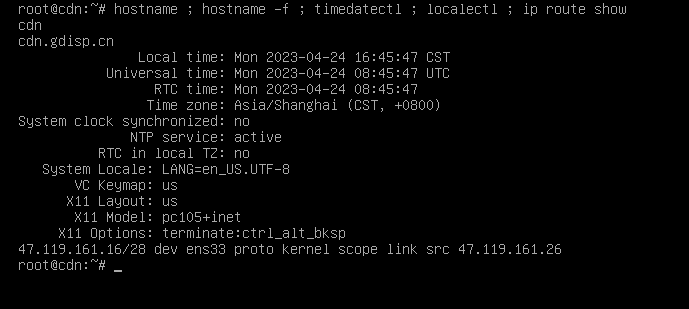 root@cdn:~# hostname ; hostname -f ; timedatectl ; localectl ; ip route show
cdn
cdn.gdisp.cn
Local time: Mon 2023-04-24 16:45:47 CST
Universal time: Mon 2023-04-24 08:45:47 UTC
RTC time: Mon 2023-04-24 08:45:47
Time zone: Asia/Shanghai (CST, +0800)
System clock synchronized: no
NTP service: active
RTC in local TZ: no
System Locale: LANG=en_US.UTF-8
VC Keymap: us
X11 Layout: us
X11 Model: pc105+inet
X11 Options: terminate:ctrl_alt_bksp
47.119.161.16/28 dev ens33 proto kernel scope link src 47.119.161.26
root@cdn:~# _